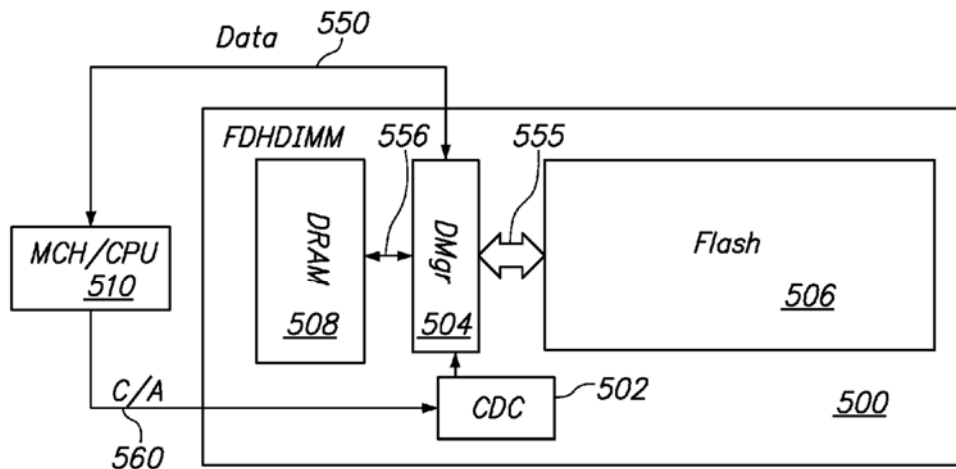 550
Data
FDHDIMM
556
555
DRAM
508
DMgr
504
Flash
506
MCH/CPU
510
C/A
560
CDC
502
500